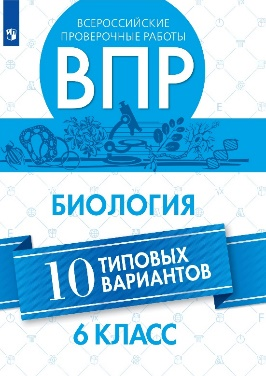 ВСЕРОССИЙСКИЕ
ПРОВЕРОЧНЫЕ РАБОТЫ
ВПР
БИОЛОГИЯ
10 ТИПОВЫХ
ВАРИАНТОВ
6 КЛАСС